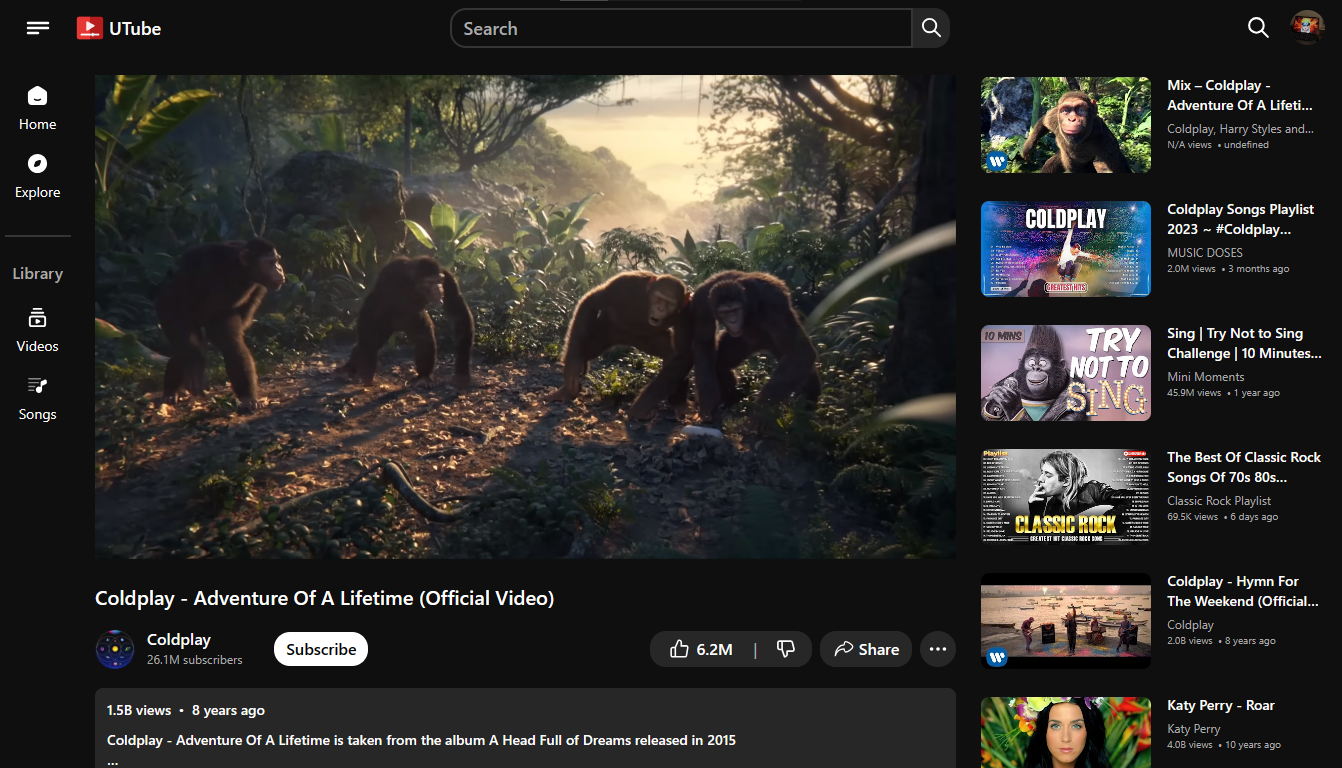 UTube
Search
Home
Explore
Library
Videos
Songs
Coldplay - Adventure Of A Lifetime (Official Video)
Coldplay
26.1M subscribers
Subscribe
6.2M
|
Share
1.5B views • 8 years ago
Coldplay - Adventure Of A Lifetime is taken from the album A Head Full of Dreams released in 2015
...
Mix – Coldplay -
Adventure Of A Lifeti...
Coldplay, Harry Styles and...
N/A views • undefined
COLDPLAY
GREATEST HITS
Coldplay Songs Playlist
2023 ~ #Coldplay...
MUSIC DOSES
2.0M views • 3 months ago
10 MINS
TRY
NOT TO
SING
Sing | Try Not to Sing
Challenge | 10 Minutes...
Mini Moments
45.9M views • 1 year ago
Playlist
CLASSIC ROCK
GREATEST HIT CLASSIC ROCK SONG
The Best Of Classic Rock
Songs Of 70s 80s...
Classic Rock Playlist
69.5K views • 6 days ago
Coldplay - Hymn For
The Weekend (Official...
Coldplay
2.0B views • 8 years ago
Katy Perry - Roar
Katy Perry
4.0B views • 10 years ago